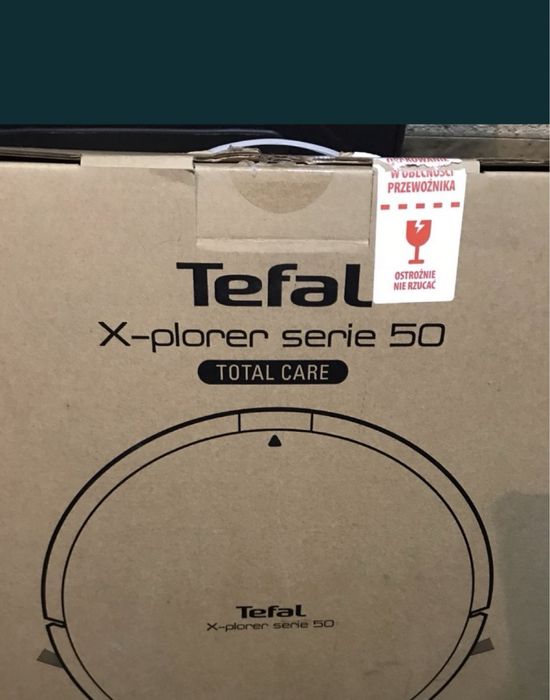 W OBECNOŚCI
PRZEWOŹNIKA
OSTROŻNIE
NIE RZUCAĆ
Tefal
X-plorer serie 50
TOTAL CARE
Tefal
X-plorer serie 50